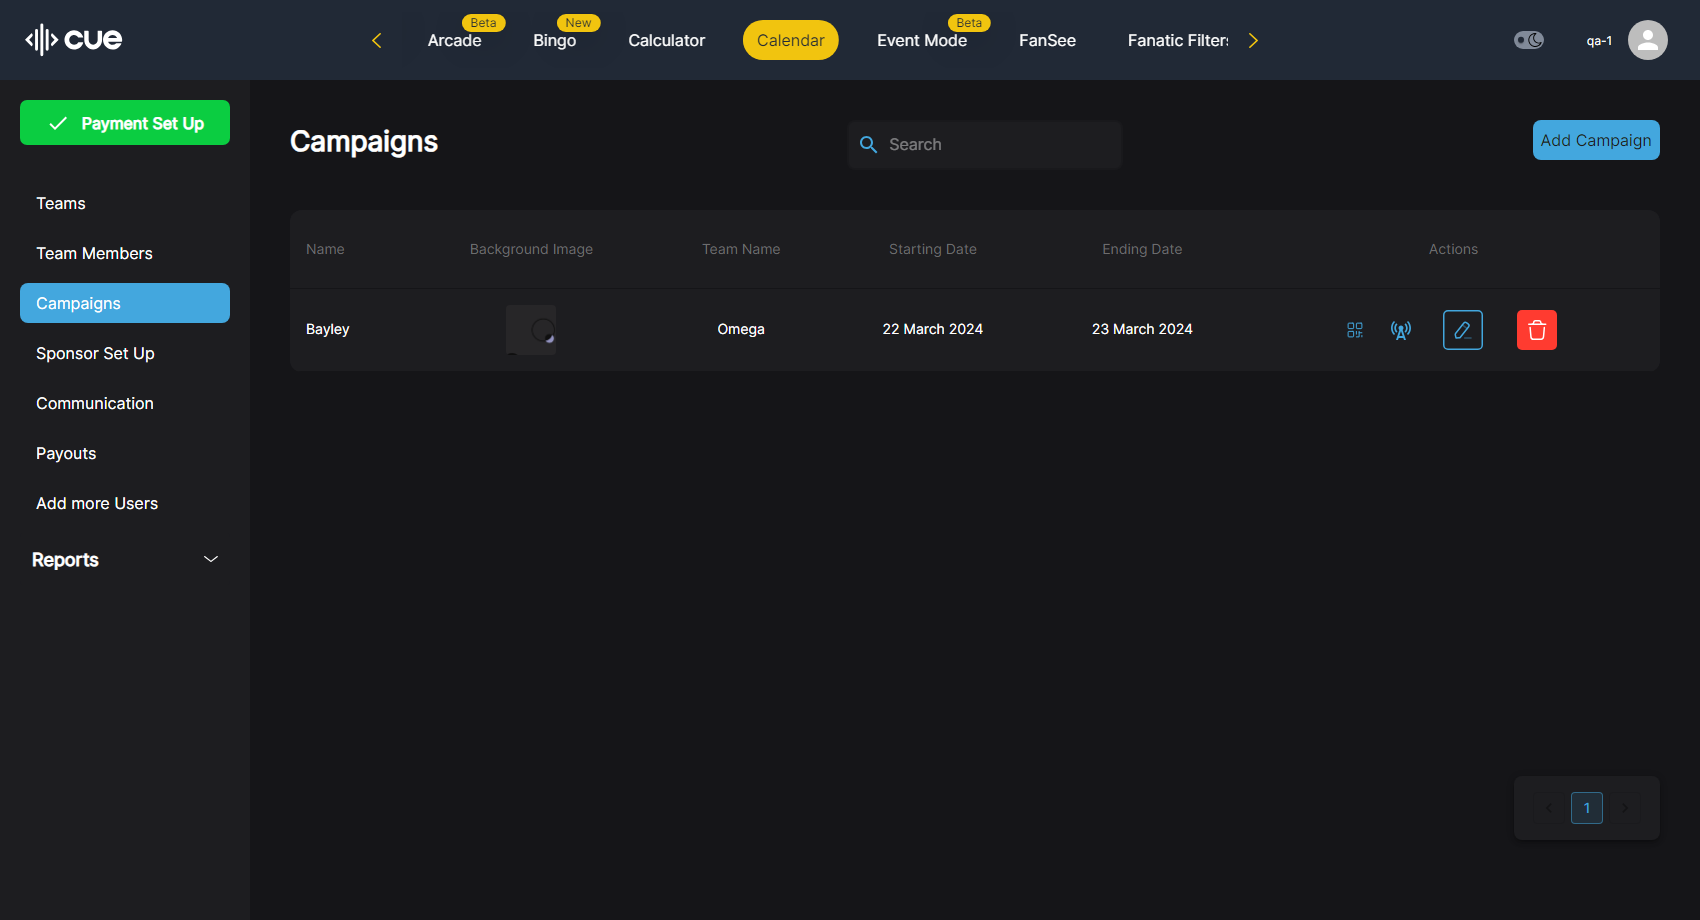 cue
Arcade Beta
Bingo New
Calculator
Calendar
Event Mode Beta
FanSee
Fanatic Filters
qa-1
Payment Set Up
Teams
Team Members
Campaigns
Sponsor Set Up
Communication
Payouts
Add more Users
Reports
Campaigns
Search
Add Campaign
Name Background Image Team Name Starting Date Ending Date Actions
Bayley Omega 22 March 2024 23 March 2024
1